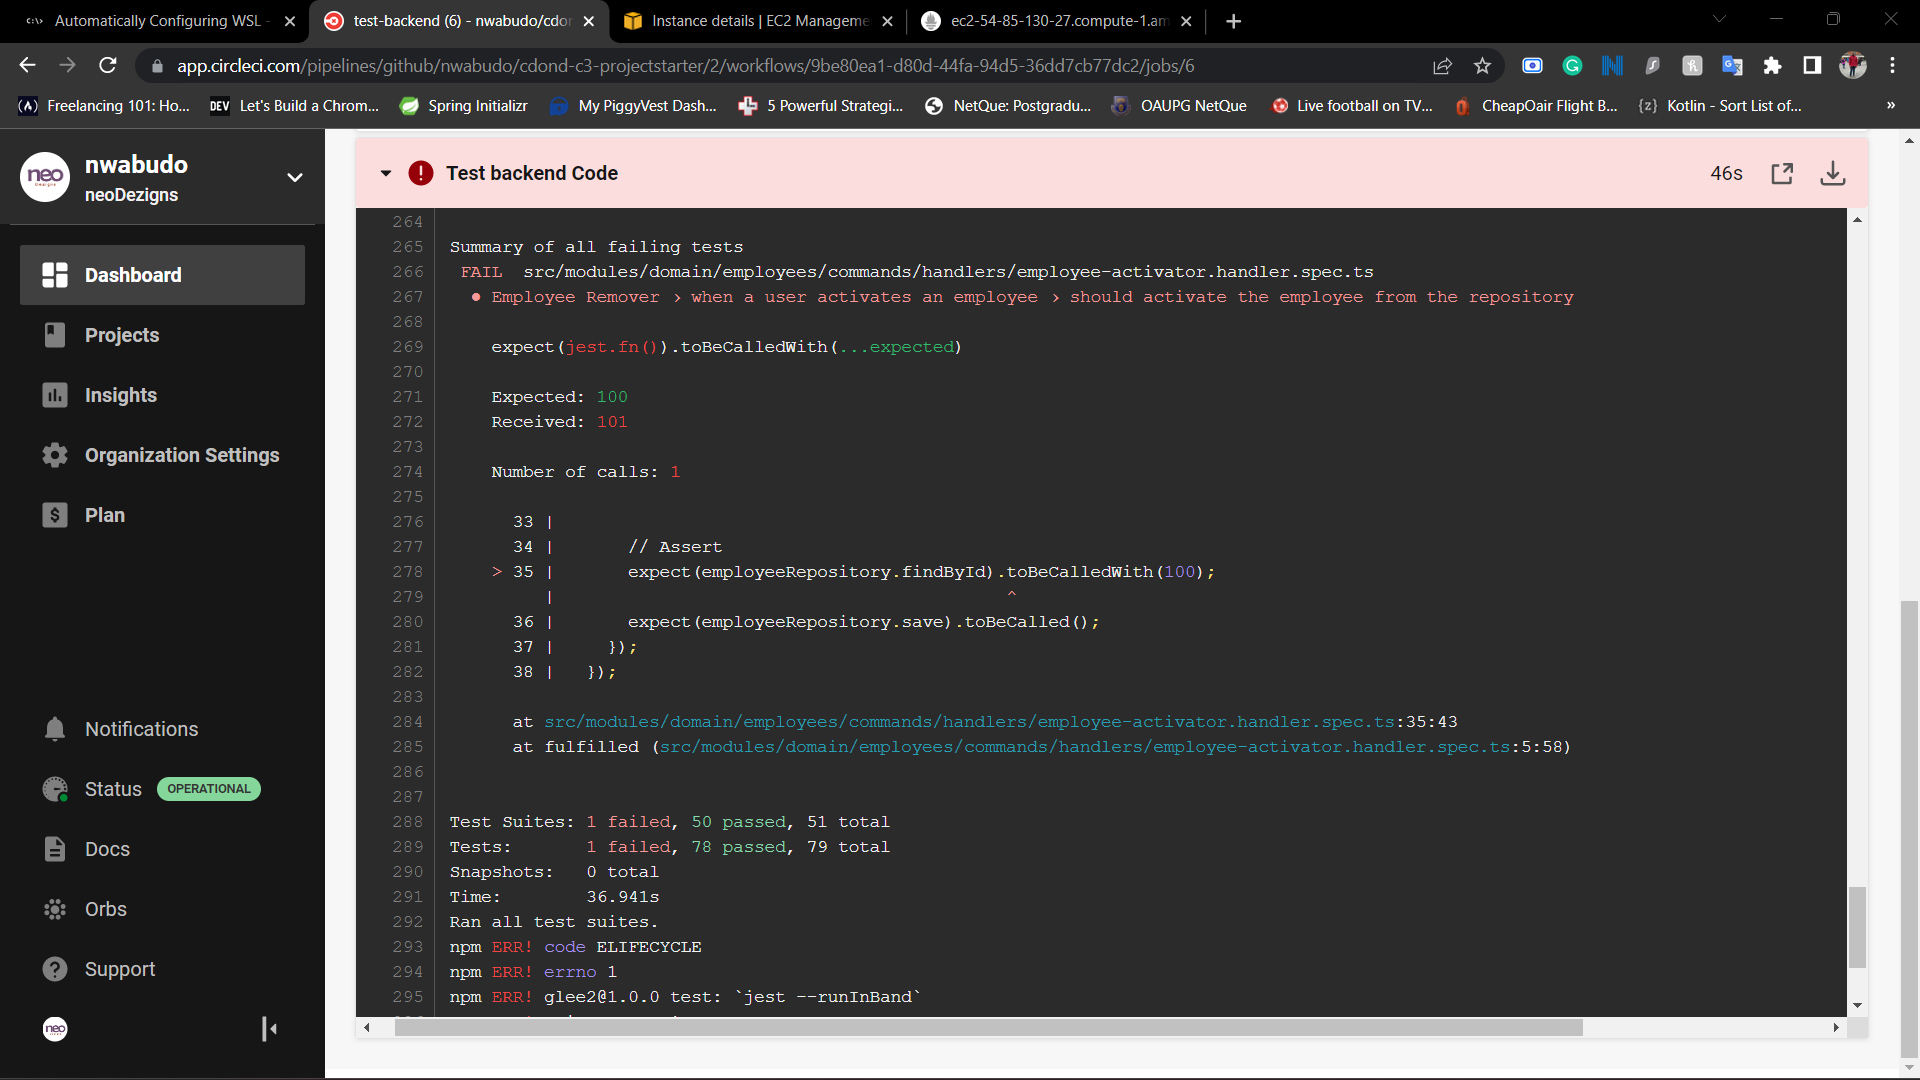 Automatically Configuring WSL -
test-backend (6) - nwabudo/cdon
Instance details | EC2 Manageme
ec2-54-85-130-27.compute-1.am
app.circleci.com/pipelines/github/nwabudo/cdond-c3-projectstarter/2/workflows/9be80ea1-d80d-44fa-94d5-36dd7cb77dc2/jobs/6
Freelancing 101: Ho...
DEV Let's Build a Chrom...
Spring Initializr
My PiggyVest Dash...
5 Powerful Strategi...
NetQue: Postgradu...
OAUPG NetQue
Live football on TV...
CheapOair Flight B...
{z} Kotlin - Sort List of...
»
neo
nwabudo
neoDezigns
Dashboard
Projects
Insights
Organization Settings
Plan
Notifications
Status OPERATIONAL
Docs
Orbs
Support
neo
Test backend Code 46s
264
265 Summary of all failing tests
266 FAIL src/modules/domain/employees/commands/handlers/employee-activator.handler.spec.ts
267 ● Employee Remover › when a user activates an employee › should activate the employee from the repository
268
269 expect(jest.fn()).toBeCalledWith(...expected)
270
271 Expected: 100
272 Received: 101
273
274 Number of calls: 1
275
276 33 |
277 34 | // Assert
278 > 35 | expect(employeeRepository.findById).toBeCalledWith(100);
279 | ^
280 36 | expect(employeeRepository.save).toBeCalled();
281 37 | });
282 38 | });
283
284 at src/modules/domain/employees/commands/handlers/employee-activator.handler.spec.ts:35:43
285 at fulfilled (src/modules/domain/employees/commands/handlers/employee-activator.handler.spec.ts:5:58)
286
287
288 Test Suites: 1 failed, 50 passed, 51 total
289 Tests: 1 failed, 78 passed, 79 total
290 Snapshots: 0 total
291 Time: 36.941s
292 Ran all test suites.
293 npm ERR! code ELIFECYCLE
294 npm ERR! errno 1
295 npm ERR! glee2@1.0.0 test: `jest --runInBand`